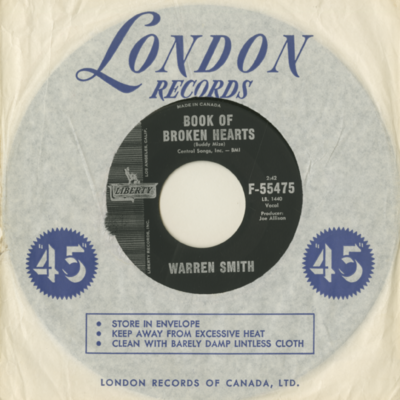 LONDON
RECORDS
MADE IN CANADA
BOOK OF
BROKEN HEARTS
(Buddy Mize)
Central Songs, Inc. - BMI
LIBERTY
2:42
F-55475
LB. 1440
Vocal
Producer:
Joe Allison
WARREN SMITH
"45"
"45"
• STORE IN ENVELOPE
• KEEP AWAY FROM EXCESSIVE HEAT
• CLEAN WITH BARELY DAMP LINTLESS CLOTH
LONDON RECORDS OF CANADA, LTD.